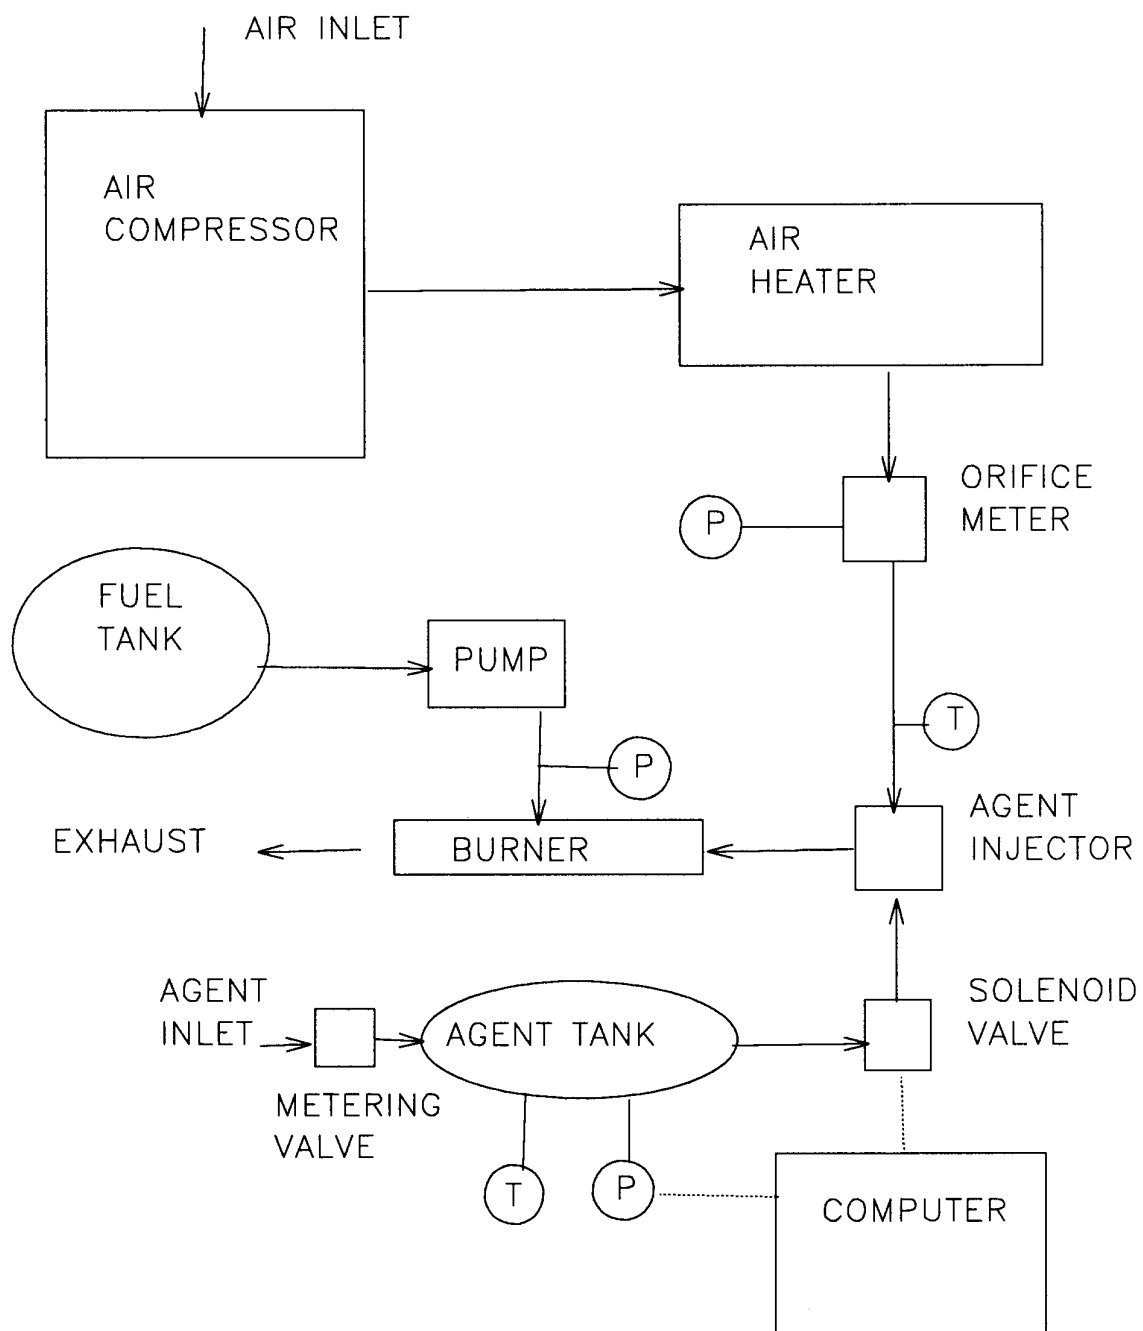 AIR INLET
AIR
COMPRESSOR
AIR
HEATER
ORIFICE
METER
P
FUEL
TANK
PUMP
T
P
AGENT
INJECTOR
EXHAUST
BURNER
AGENT
INLET
SOLENOID
VALVE
AGENT TANK
METERING
VALVE
T
P
COMPUTER